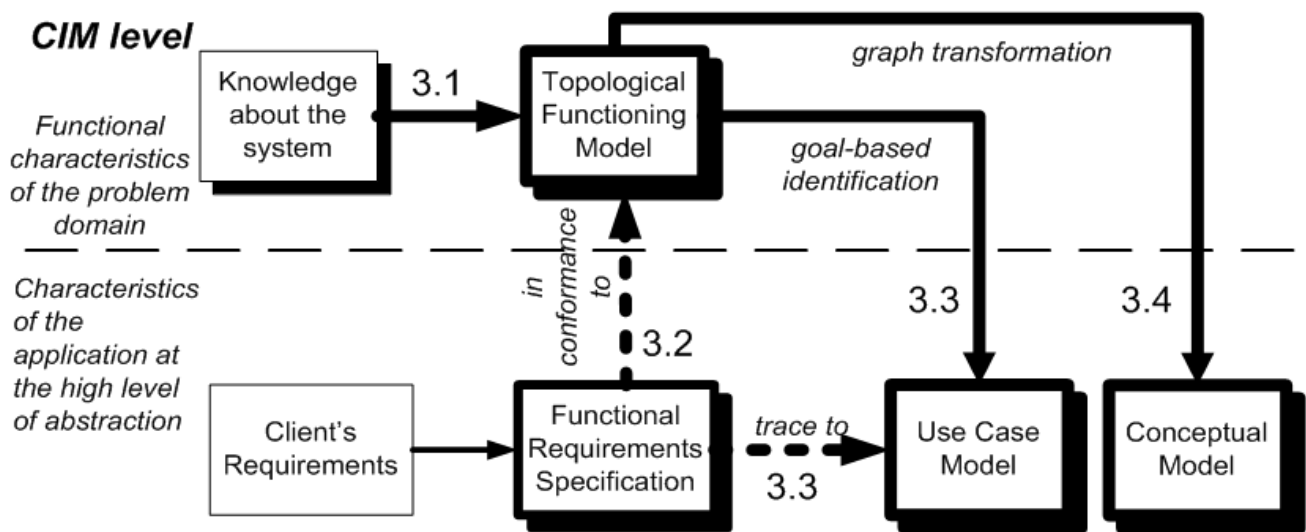 CIM level
Knowledge
about the
system
3.1
Topological
Functioning
Model
graph transformation
Functional
characteristics
of the problem
domain
goal-based
identification
in
conformance
to
3.2
3.3
3.4
Characteristics
of the
application at
the high level
of abstraction
Client's
Requirements
Functional
Requirements
Specification
trace to
3.3
Use Case
Model
Conceptual
Model